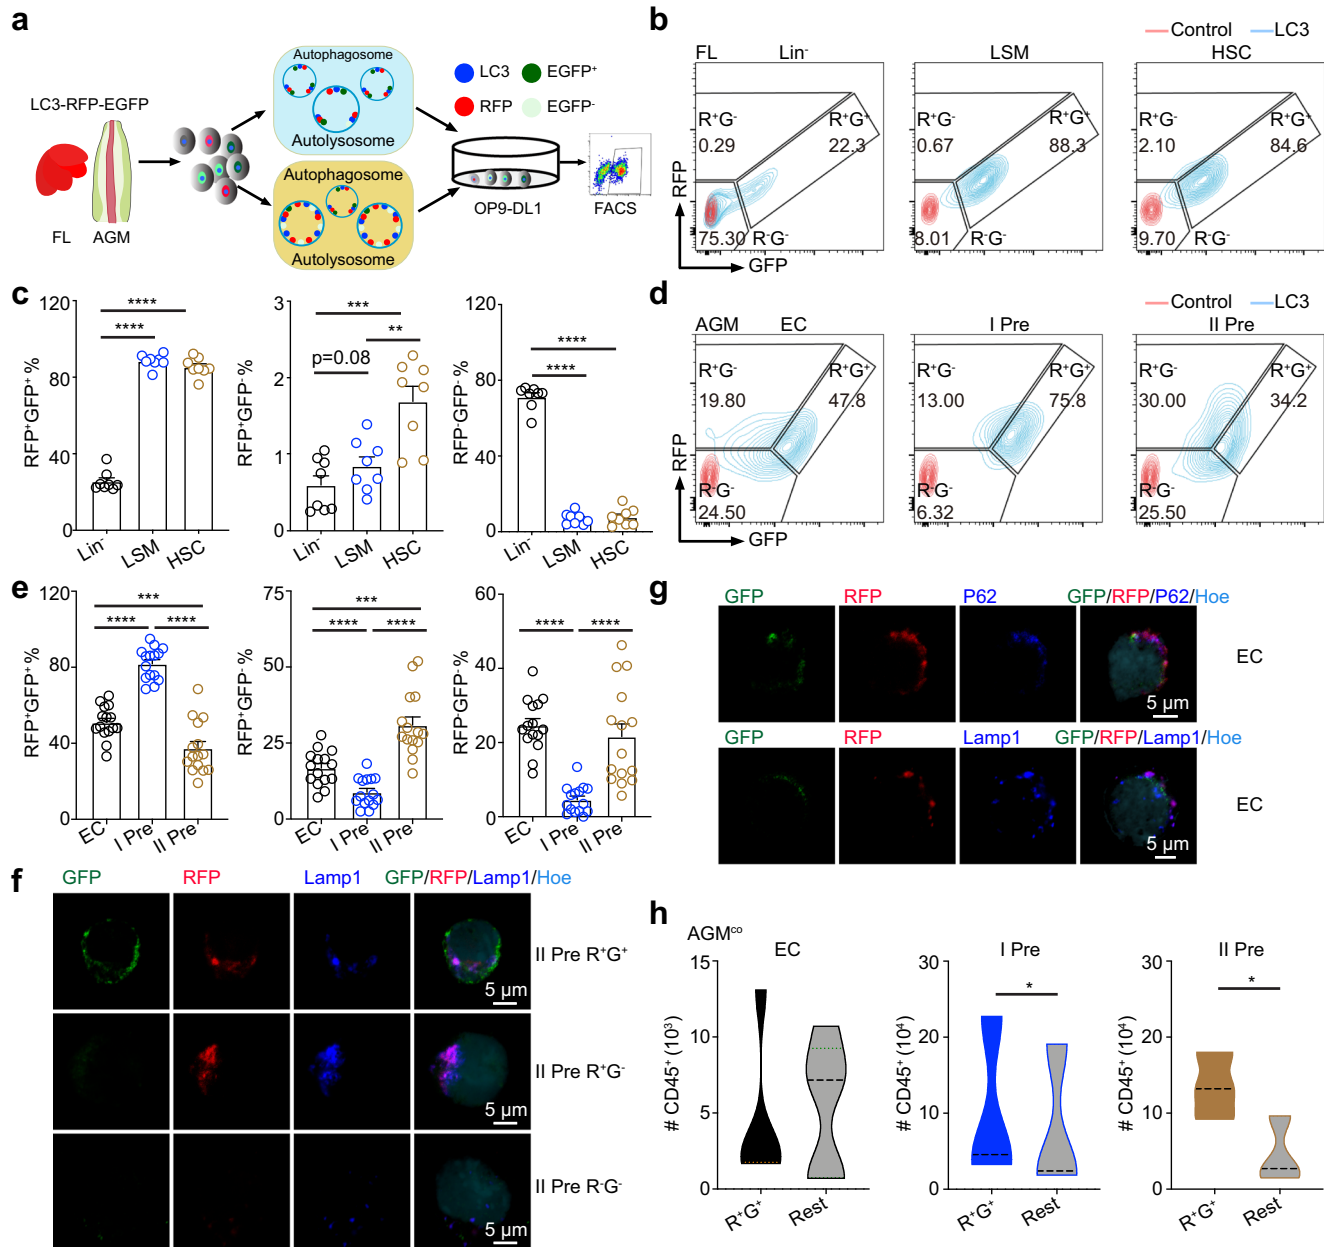 a
LC3-RFP-EGFP
FL AGM
Autophagosome
Autolysosome
Autophagosome
Autolysosome
LC3 EGFP⁺
RFP EGFP⁻
OP9-DL1
FACS
b
Control LC3
FL Lin⁻ LSM HSC
R⁺G⁻ R⁺G⁺ R⁺G⁻ R⁺G⁺ R⁺G⁻ R⁺G⁺
0.29 22.3 0.67 88.3 2.10 84.6
75.30 R⁻G⁻ 8.01 R⁻G⁻ 9.70 R⁻G⁻
RFP
GFP
c
RFP⁺GFP⁺ %
120
80
40
0
****
****
Lin⁻ LSM HSC
RFP⁺GFP⁻ %
3
2
1
0
***
**
p=0.08
Lin⁻ LSM HSC
RFP⁻GFP⁻ %
120
80
40
0
****
****
Lin⁻ LSM HSC
d
Control LC3
AGM EC I Pre II Pre
R⁺G⁻ R⁺G⁺ R⁺G⁻ R⁺G⁺ R⁺G⁻ R⁺G⁺
19.80 47.8 13.00 75.8 30.00 34.2
R⁻G⁻ R⁻G⁻ R⁻G⁻
24.50 6.32 25.50
RFP
GFP
e
RFP⁺GFP⁺ %
120
80
40
0
***
**** ****
EC I Pre II Pre
RFP⁺GFP⁻ %
75
50
25
0
***
**** ****
EC I Pre II Pre
RFP⁻GFP⁻ %
60
40
20
0
**** ****
EC I Pre II Pre
f
GFP RFP Lamp1 GFP/RFP/Lamp1/Hoe
II Pre R⁺G⁺
5 µm
II Pre R⁺G⁻
5 µm
II Pre R⁻G⁻
5 µm
g
GFP RFP P62 GFP/RFP/P62/Hoe
EC
5 µm
GFP RFP Lamp1 GFP/RFP/Lamp1/Hoe
EC
5 µm
h
AGMᶜᵒ
EC
# CD45⁺ (10³)
15
10
5
0
R⁺G⁺ Rest
I Pre
# CD45⁺ (10⁴)
30
20
10
0
*
R⁺G⁺ Rest
II Pre
# CD45⁺ (10⁴)
30
20
10
0
*
R⁺G⁺ Rest